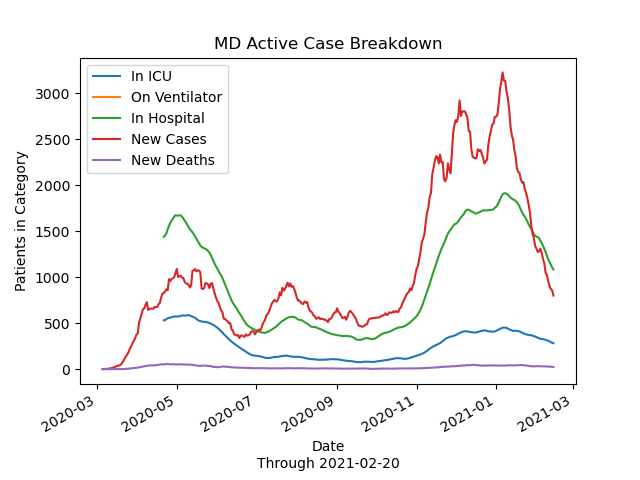 MD Active Case Breakdown
In ICU
On Ventilator
In Hospital
New Cases
New Deaths
Patients in Category
3000
2500
2000
1500
1000
500
0
2020-03
2020-05
2020-07
2020-09
2020-11
2021-01
2021-03
Date
Through 2021-02-20